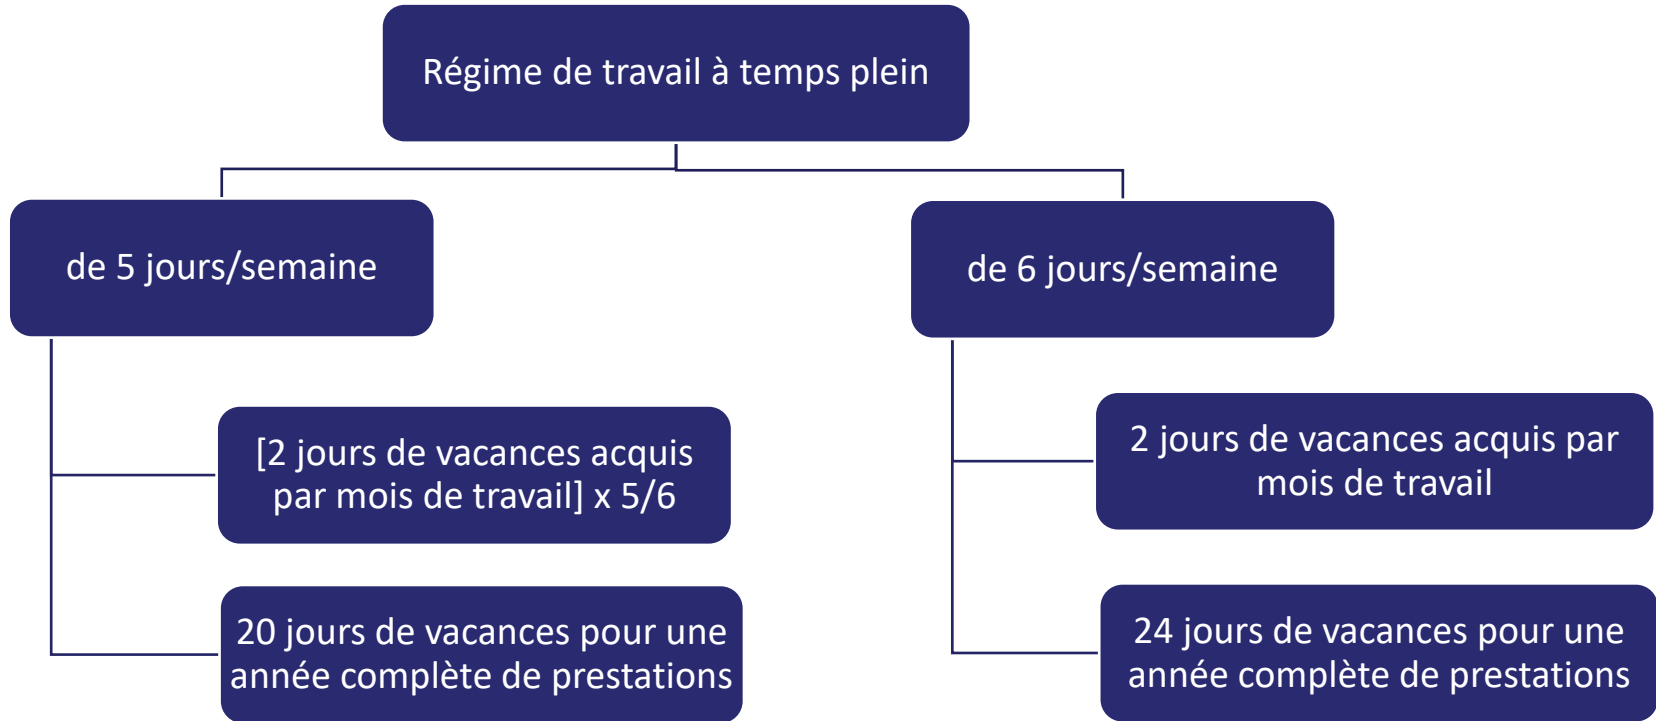 Régime de travail à temps plein
de 5 jours/semaine
[2 jours de vacances acquis
par mois de travail] x 5/6
20 jours de vacances pour une
année complète de prestations
de 6 jours/semaine
2 jours de vacances acquis par
mois de travail
24 jours de vacances pour une
année complète de prestations